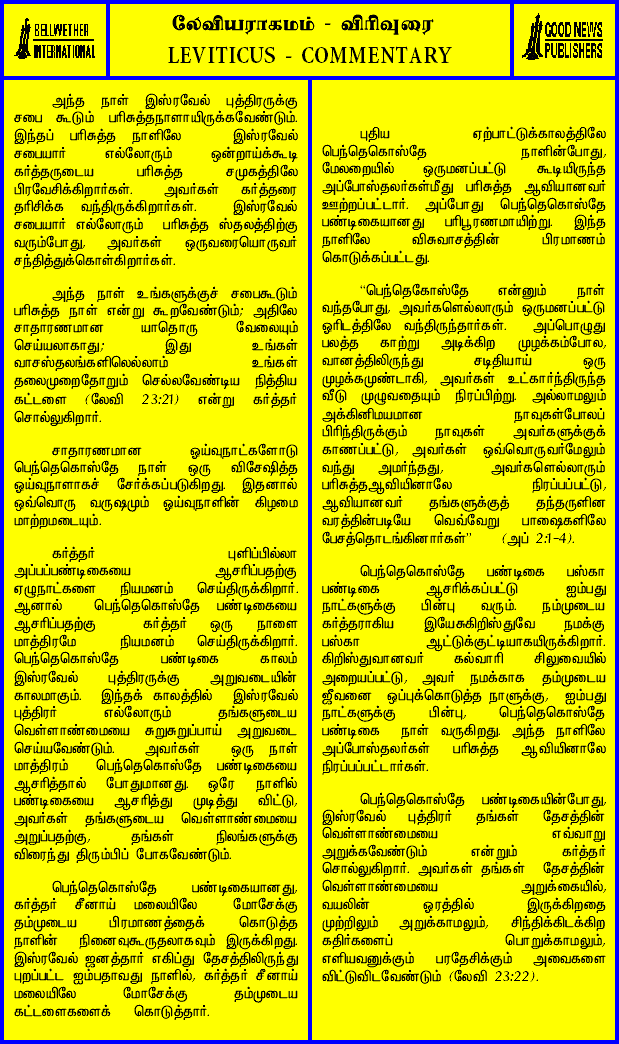 BELLWETHER
INTERNATIONAL
லேவியராகமம் - விரிவுரை
LEVITICUS - COMMENTARY
GOOD NEWS
PUBLISHERS
அந்த நாள் இஸ்ரவேல் புத்திரருக்கு
சபை கூடும் பரிசுத்தநாளாயிருக்கவேண்டும்.
இந்தப் பரிசுத்த நாளிலே இஸ்ரவேல்
சபையார் எல்லோரும் ஒன்றாய்க்கூடி
கர்த்தருடைய பரிசுத்த சமுகத்திலே
பிரவேசிக்கிறார்கள். அவர்கள் கர்த்தரை
தரிசிக்க வந்திருக்கிறார்கள். இஸ்ரவேல்
சபையார் எல்லோரும் பரிசுத்த ஸ்தலத்திற்கு
வரும்போது, அவர்கள் ஒருவரையொருவர்
சந்தித்துக்கொள்கிறார்கள்.
அந்த நாள் உங்களுக்குச் சபைகூடும்
பரிசுத்த நாள் என்று கூறவேண்டும்; அதிலே
சாதாரணமான யாதொரு வேலையும்
செய்யலாகாது; இது உங்கள்
வாசஸ்தலங்களிலெல்லாம் உங்கள்
தலைமுறைதோறும் செல்லவேண்டிய நித்திய
கட்டளை (லேவி 23:21) என்று கர்த்தர்
சொல்லுகிறார்.
சாதாரணமான ஓய்வுநாட்களோடு
பெந்தெகொஸ்தே நாள் ஒரு விசேஷித்த
ஓய்வுநாளாகச் சேர்க்கப்படுகிறது. இதனால்
ஒவ்வொரு வருஷமும் ஓய்வுநாளின் கிழமை
மாற்றமடையும்.
கர்த்தர் புளிப்பில்லா
அப்பப்பண்டிகையை ஆசரிப்பதற்கு
ஏழுநாட்களை நியமனம் செய்திருக்கிறார்.
ஆனால் பெந்தெகொஸ்தே பண்டிகையை
ஆசரிப்பதற்கு கர்த்தர் ஒரு நாளை
மாத்திரமே நியமனம் செய்திருக்கிறார்.
பெந்தெகொஸ்தே பண்டிகை காலம்
இஸ்ரவேல் புத்திரருக்கு அறுவடையின்
காலமாகும். இந்தக் காலத்தில் இஸ்ரவேல்
புத்திரர் எல்லோரும் தங்களுடைய
வெள்ளாண்மையை சுறுசுறுப்பாய் அறுவடை
செய்யவேண்டும். அவர்கள் ஒரு நாள்
மாத்திரம் பெந்தெகொஸ்தே பண்டிகையை
ஆசரித்தால் போதுமானது. ஒரே நாளில்
பண்டிகையை ஆசரித்து முடித்து விட்டு,
அவர்கள் தங்களுடைய வெள்ளாண்மையை
அறுப்பதற்கு, தங்கள் நிலங்களுக்கு
விரைந்து திரும்பிப் போகவேண்டும்.
பெந்தெகொஸ்தே பண்டிகையானது,
கர்த்தர் சீனாய் மலையிலே மோசேக்கு
தம்முடைய பிரமாணத்தைக் கொடுத்த
நாளின் நினைவுகூருதலாகவும் இருக்கிறது.
இஸ்ரவேல் ஜனத்தார் எகிப்து தேசத்திலிருந்து
புறப்பட்ட ஐம்பதாவது நாளில், கர்த்தர் சீனாய்
மலையிலே மோசேக்கு தம்முடைய
கட்டளைகளைக் கொடுத்தார்.
புதிய ஏற்பாட்டுக்காலத்திலே
பெந்தெகொஸ்தே நாளின்போது,
மேலறையில் ஒருமனப்பட்டு கூடியிருந்த
அப்போஸ்தலர்கள்மீது பரிசுத்த ஆவியானவர்
ஊற்றப்பட்டார். அப்போது பெந்தெகொஸ்தே
பண்டிகையானது பரிபூரணமாயிற்று. இந்த
நாளிலே விசுவாசத்தின் பிரமாணம்
கொடுக்கப்பட்டது.
“பெந்தெகொஸ்தே என்னும் நாள்
வந்தபோது, அவர்களெல்லாரும் ஒருமனப்பட்டு
ஓரிடத்திலே வந்திருந்தார்கள். அப்பொழுது
பலத்த காற்று அடிக்கிற முழக்கம்போல,
வானத்திலிருந்து சடிதியாய் ஒரு
முழக்கமுண்டாகி, அவர்கள் உட்கார்ந்திருந்த
வீடு முழுவதையும் நிரப்பிற்று. அல்லாமலும்
அக்கினிமயமான நாவுகள்போலப்
பிரிந்திருக்கும் நாவுகள் அவர்களுக்குக்
காணப்பட்டு, அவர்கள் ஒவ்வொருவர்மேலும்
வந்து அமர்ந்தது, அவர்களெல்லாரும்
பரிசுத்தஆவியினாலே நிரப்பப்பட்டு,
ஆவியானவர் தங்களுக்குத் தந்தருளின
வரத்தின்படியே வெவ்வேறு பாஷைகளிலே
பேசத்தொடங்கினார்கள்” (அப் 2:1-4).
பெந்தெகொஸ்தே பண்டிகை பஸ்கா
பண்டிகை ஆசரிக்கப்பட்டு ஐம்பது
நாட்களுக்கு பின்பு வரும். நம்முடைய
கர்த்தராகிய இயேசுகிறிஸ்துவே நமக்கு
பஸ்கா ஆட்டுக்குட்டியாகயிருக்கிறார்.
கிறிஸ்துவானவர் கல்வாரி சிலுவையில்
அறையப்பட்டு, அவர் நமக்காக தம்முடைய
ஜீவனை ஒப்புக்கொடுத்த நாளுக்கு, ஐம்பது
நாட்களுக்கு பின்பு, பெந்தெகொஸ்தே
பண்டிகை நாள் வருகிறது. அந்த நாளிலே
அப்போஸ்தலர்கள் பரிசுத்த ஆவியினாலே
நிரப்பப்பட்டார்கள்.
பெந்தெகொஸ்தே பண்டிகையின்போது,
இஸ்ரவேல் புத்திரர் தங்கள் தேசத்தின்
வெள்ளாண்மையை எவ்வாறு
அறுக்கவேண்டும் என்றும் கர்த்தர்
சொல்லுகிறார். அவர்கள் தங்கள் தேசத்தின்
வெள்ளாண்மையை அறுக்கையில்,
வயலின் ஓரத்தில் இருக்கிறதை
முற்றிலும் அறுக்காமலும், சிந்திக்கிடக்கிற
கதிர்களைப் பொறுக்காமலும்,
எளியவனுக்கும் பரதேசிக்கும் அவைகளை
விட்டுவிடவேண்டும் (லேவி 23:22).